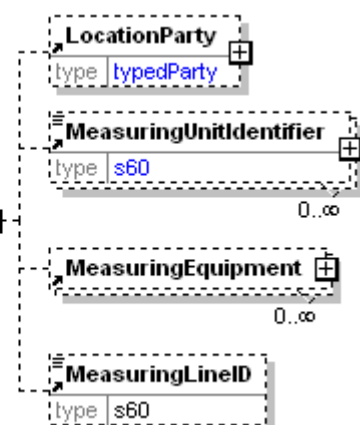 LocationParty
type typedParty
MeasuringUnitIdentifier
type s60
0..∞
MeasuringEquipment
0..∞
MeasuringLineID
type s60